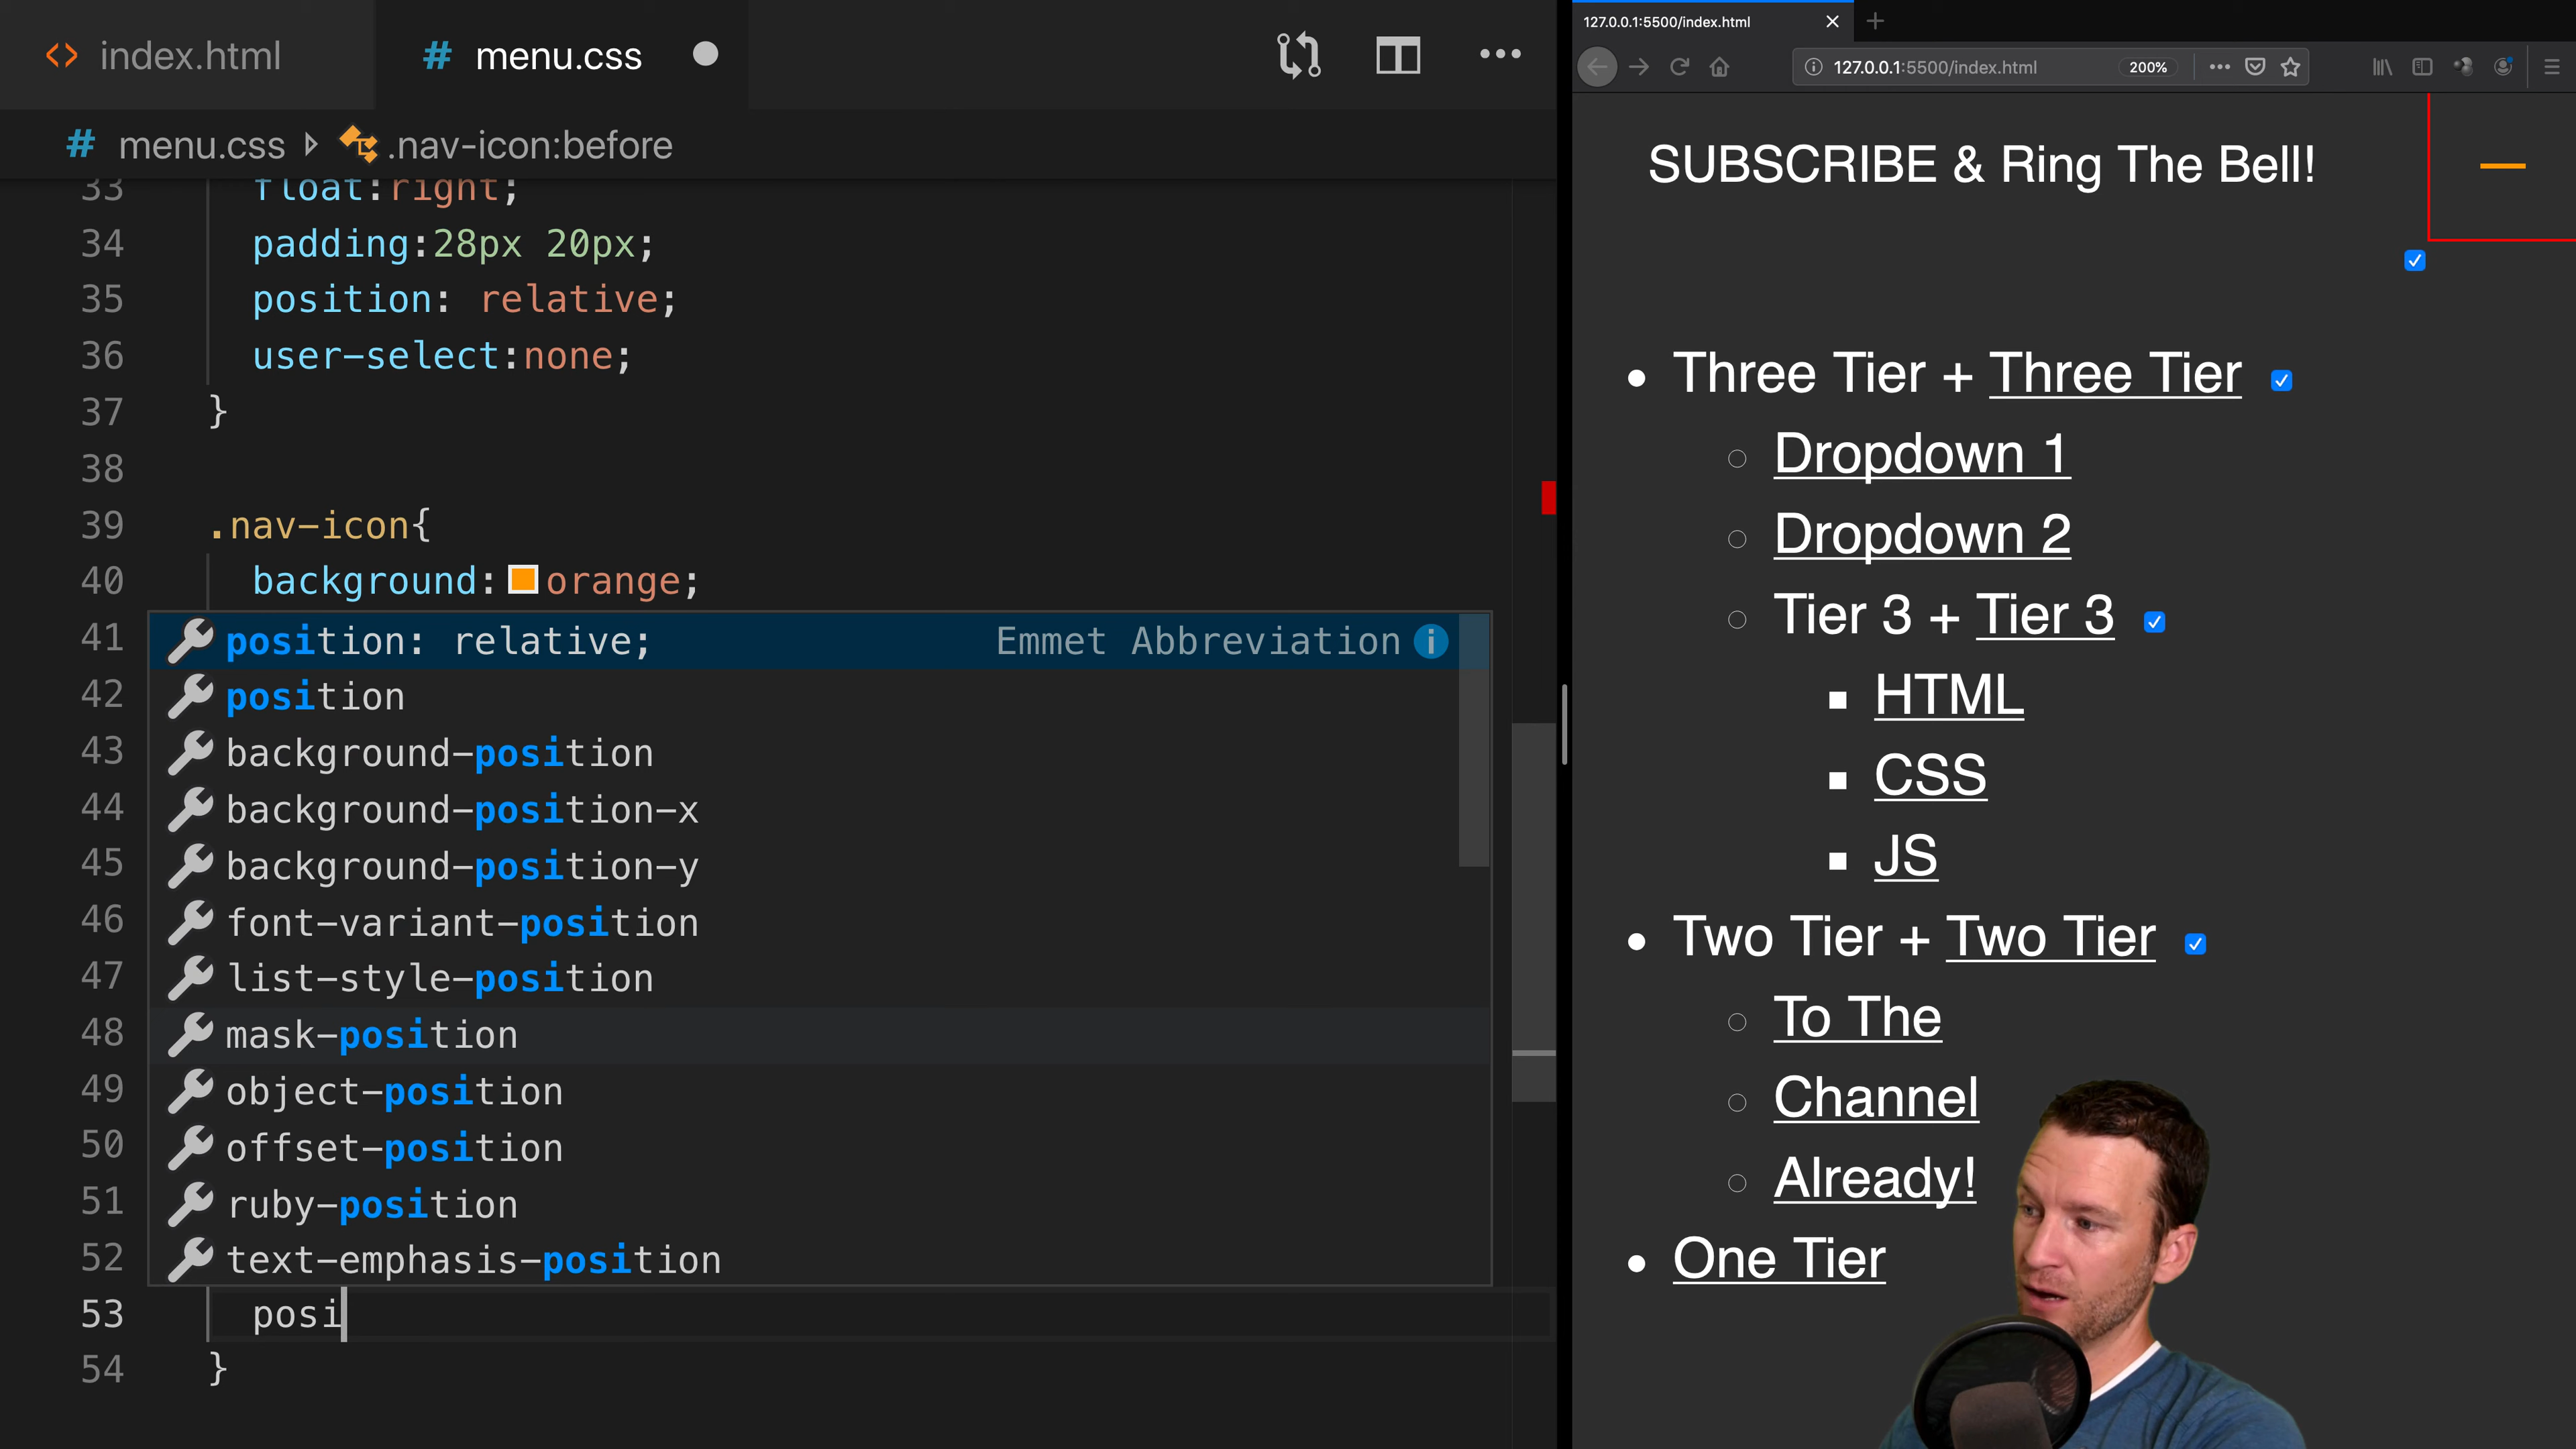 index.html
menu.css
menu.css
.nav-icon:before
33 float:right;
34 padding:28px 20px;
35 position: relative;
36 user-select:none;
37 }
38
39 .nav-icon{
40 background: orange;
41 position: relative; Emmet Abbreviation
42 position
43 background-position
44 background-position-x
45 background-position-y
46 font-variant-position
47 list-style-position
48 mask-position
49 object-position
50 offset-position
51 ruby-position
52 text-emphasis-position
53 posi
54 }
127.0.0.1:5500/index.html
127.0.0.1:5500/index.html 200%
SUBSCRIBE & Ring The Bell!
Three Tier + Three Tier
Dropdown 1
Dropdown 2
Tier 3 + Tier 3
HTML
CSS
JS
Two Tier + Two Tier
To The
Channel
Already!
One Tier